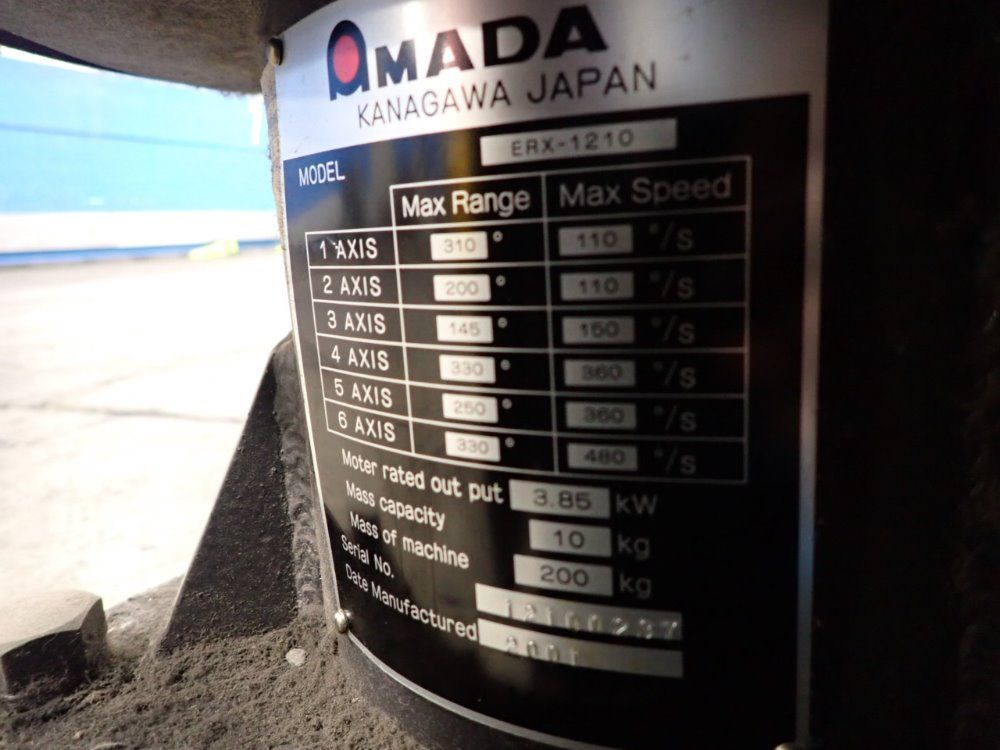 AMADA
KANAGAWA JAPAN
MODEL ERX-1210
Max Range Max Speed
1 AXIS 310 ° 110 °/s
2 AXIS 200 ° 110 °/s
3 AXIS 145 ° 150 °/s
4 AXIS 330 ° 360 °/s
5 AXIS 250 ° 360 °/s
6 AXIS 330 ° 480 °/s
Moter rated out put 3.85 kW
Mass capacity 10 kg
Mass of machine 200 kg
Serial No. 12100237
Date Manufactured 2001